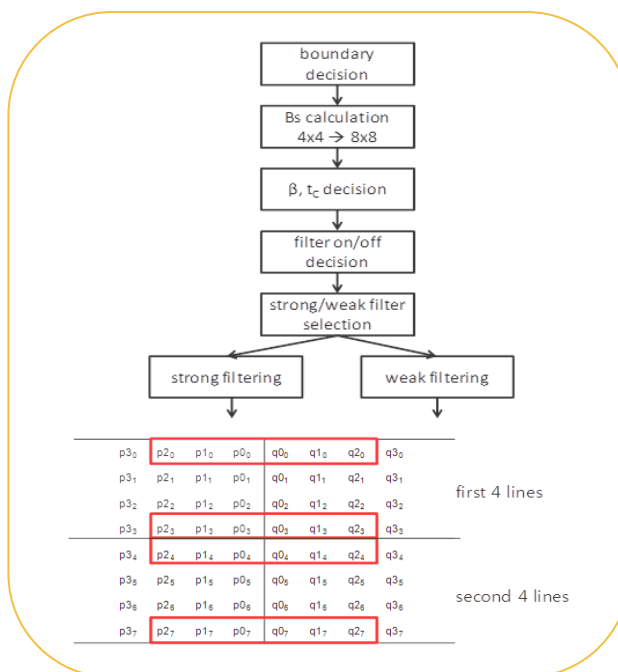 boundary
decision
Bs calculation
4x4 → 8x8
β, t_C decision
filter on/off
decision
strong/weak filter
selection
strong filtering weak filtering
p3₀ p2₀ p1₀ p0₀ q0₀ q1₀ q2₀ q3₀
p3₁ p2₁ p1₁ p0₁ q0₁ q1₁ q2₁ q3₁
first 4 lines
p3₂ p2₂ p1₂ p0₂ q0₂ q1₂ q2₂ q3₂
p3₃ p2₃ p1₃ p0₃ q0₃ q1₃ q2₃ q3₃
p3₄ p2₄ p1₄ p0₄ q0₄ q1₄ q2₄ q3₄
p3₅ p2₅ p1₅ p0₅ q0₅ q1₅ q2₅ q3₅
second 4 lines
p3₆ p2₆ p1₆ p0₆ q0₆ q1₆ q2₆ q3₆
p3₇ p2₇ p1₇ p0₇ q0₇ q1₇ q2₇ q3₇